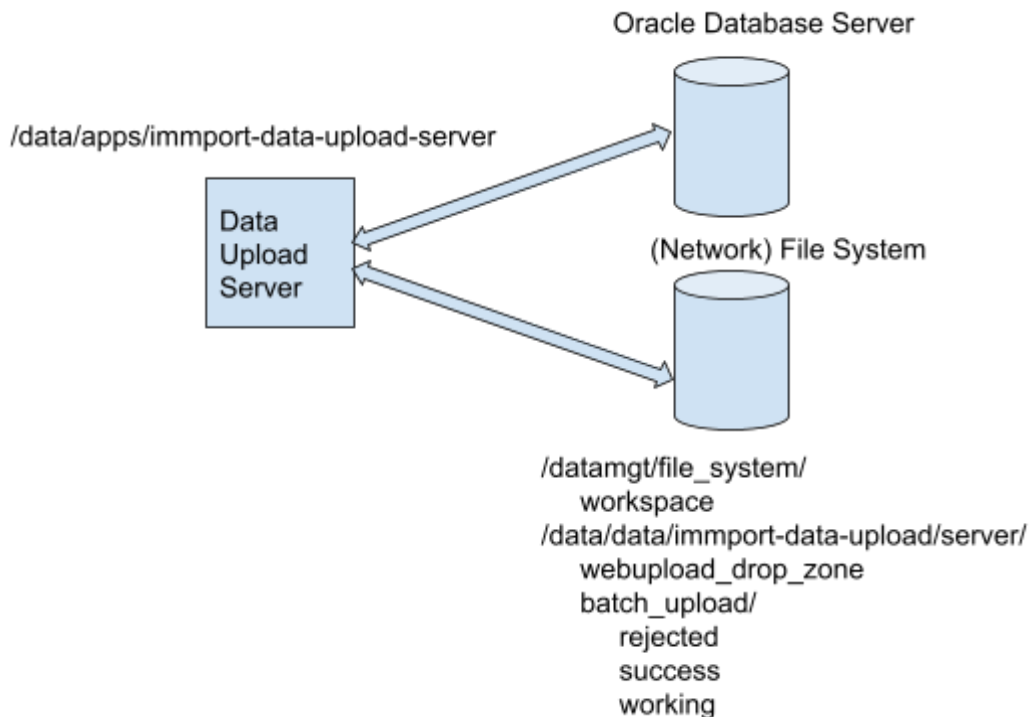 Oracle Database Server
/data/apps/immport-data-upload-server
Data
Upload
Server
(Network) File System
/datamgt/file_system/
workspace
/data/data/immport-data-upload/server/
webupload_drop_zone
batch_upload/
rejected
success
working